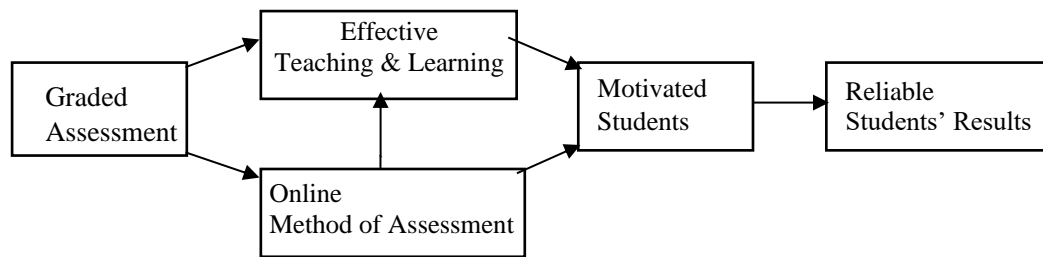 Graded
Assessment
Effective
Teaching & Learning
Online
Method of Assessment
Motivated
Students
Reliable
Students’ Results